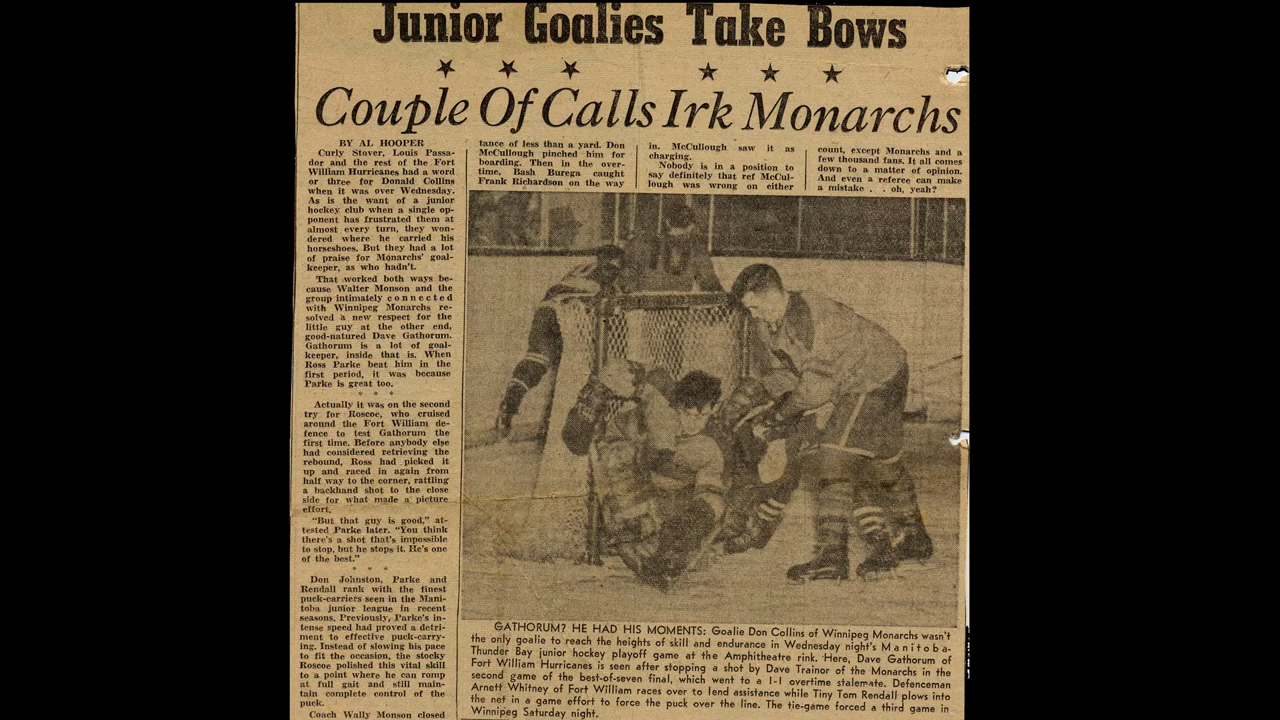 Junior Goalies Take Bows
Couple Of Calls Irk Monarchs
BY AL HOOPER
Curly Stover, Louis Passa-
dor and the rest of the Fort
William Hurricanes had a word
or three for Donald Collins
when it was over Wednesday.
As is the want of a junior
hockey club when a single op-
ponent has frustrated them at
almost every turn, they won-
dered where he carried his
horseshoes. But they had a lot
of praise for Monarchs' goal-
keeper, as who hadn't.
That worked both ways be-
cause Walter Monson and the
group intimately connected
with Winnipeg Monarchs re-
solved a new respect for the
little guy at the other end,
good-natured Dave Gathorum.
Gathorum is a lot of goal-
keeper, inside that is. When
Ross Parke beat him in the
first period, it was because
Parke is great too.
* * *
Actually it was on the second
try for Roscoe, who cruised
around the Fort William de-
fence to test Gathorum the
first time. Before anybody else
had considered retrieving the
rebound, Ross had picked it
up and raced in again from
half way to the corner, rattling
a backhand shot to the close
side for what made a picture
effort.
"But that guy is good," at-
tested Parke later. "You think
there's a shot that's impossible
to stop, but he stops it. He's one
of the best."
* * *
Don Johnston, Parke and
Rendall rank with the finest
puck-carriers seen in the Mani-
toba junior league in recent
seasons. Previously, Parke's in-
tense speed had proved a detri-
ment to effective puck-carry-
ing. Instead of slowing his pace
to fit the occasion, the stocky
Roscoe polished this vital skill
to a point where he can romp
at full gait and still main-
tain complete control of the
puck.
Coach Wally Monson closed
tance of less than a yard. Don
McCullough pinched him for
boarding. Then in the over-
time, Bash Burega caught
Frank Richardson on the way
in. McCullough saw it as
charging.
Nobody is in a position to
say definitely that ref McCul-
lough was wrong on either
count, except Monarchs and a
few thousand fans. It all comes
down to a matter of opinion.
And even a referee can make
a mistake . . oh, yeah?
GATHORUM? HE HAD HIS MOMENTS: Goalie Don Collins of Winnipeg Monarchs wasn't
the only goalie to reach the heights of skill and endurance in Wednesday night's Manitoba-
Thunder Bay junior hockey playoff game at the Amphitheatre rink. Here, Dave Gathorum of
Fort William Hurricanes is seen after stopping a shot by Dave Trainor of the Monarchs in the
second game of the best-of-seven final, which went to a 1-1 overtime stalemate. Defenceman
Arnett Whitney of Fort William races over to lend assistance while Tiny Tom Rendall plows into
the net in a game effort to force the puck over the line. The tie-game forced a third game in
Winnipeg Saturday night.